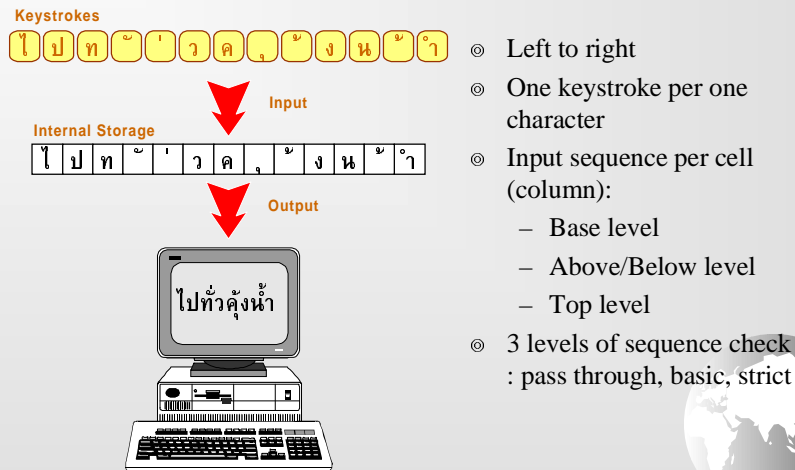 Keystrokes
ไ ป ท ั ่ ว ค ุ ้ ง น ้ ำ
Input
Internal Storage
ไ ป ท ั ่ ว ค ุ ้ ง น ้ ำ
Output
ไปทั่วคุ้งน้ำ
◎ Left to right
◎ One keystroke per one
character
◎ Input sequence per cell
(column):
– Base level
– Above/Below level
– Top level
◎ 3 levels of sequence check
: pass through, basic, strict